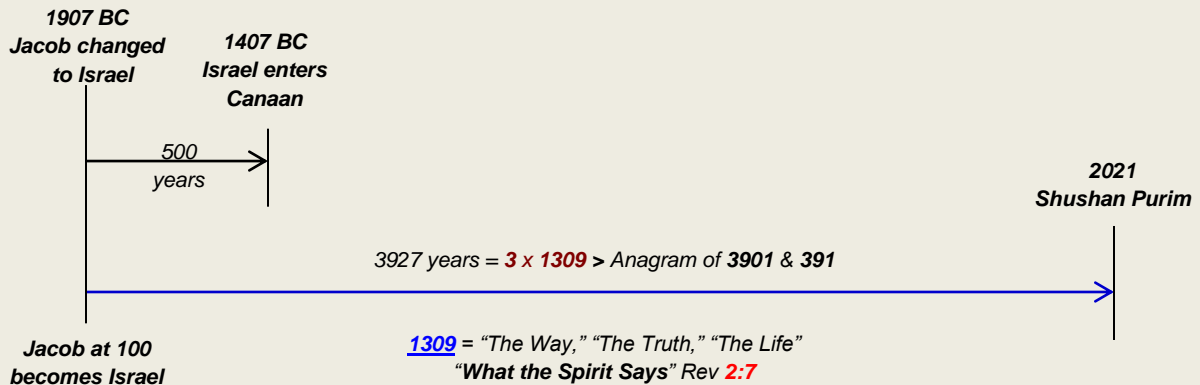 1907 BC
Jacob changed
to Israel
1407 BC
Israel enters
Canaan
500
years
2021
Shushan Purim
3927 years = 3 x 1309 > Anagram of 3901 & 391
Jacob at 100
becomes Israel
1309 = “The Way,” “The Truth,” “The Life”
“What the Spirit Says” Rev 2:7